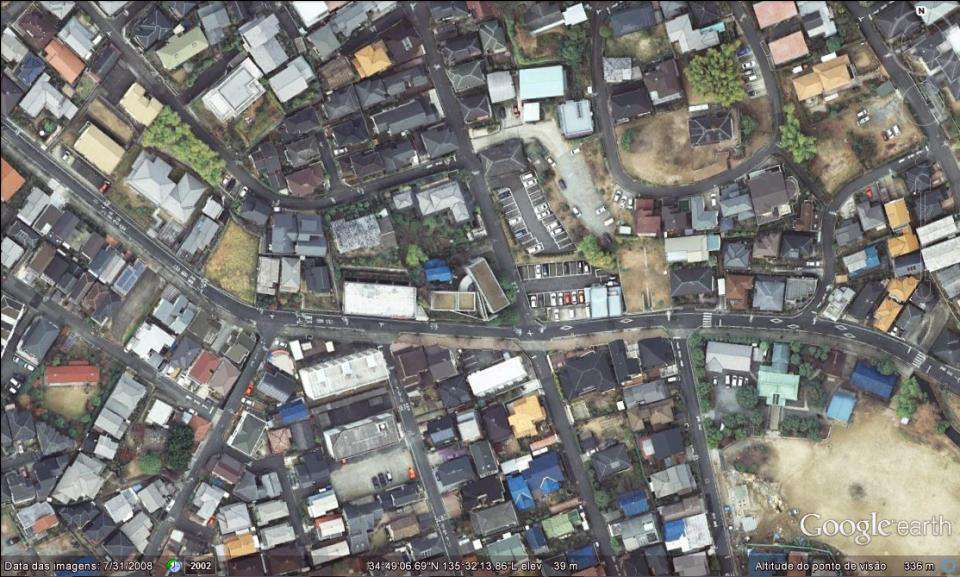 N
Google earth
Data das imagens: 7/31/2008 2002 34°49'06.69"N 135°32'13.86"L elev 39 m Altitude do ponto de visão 336 m